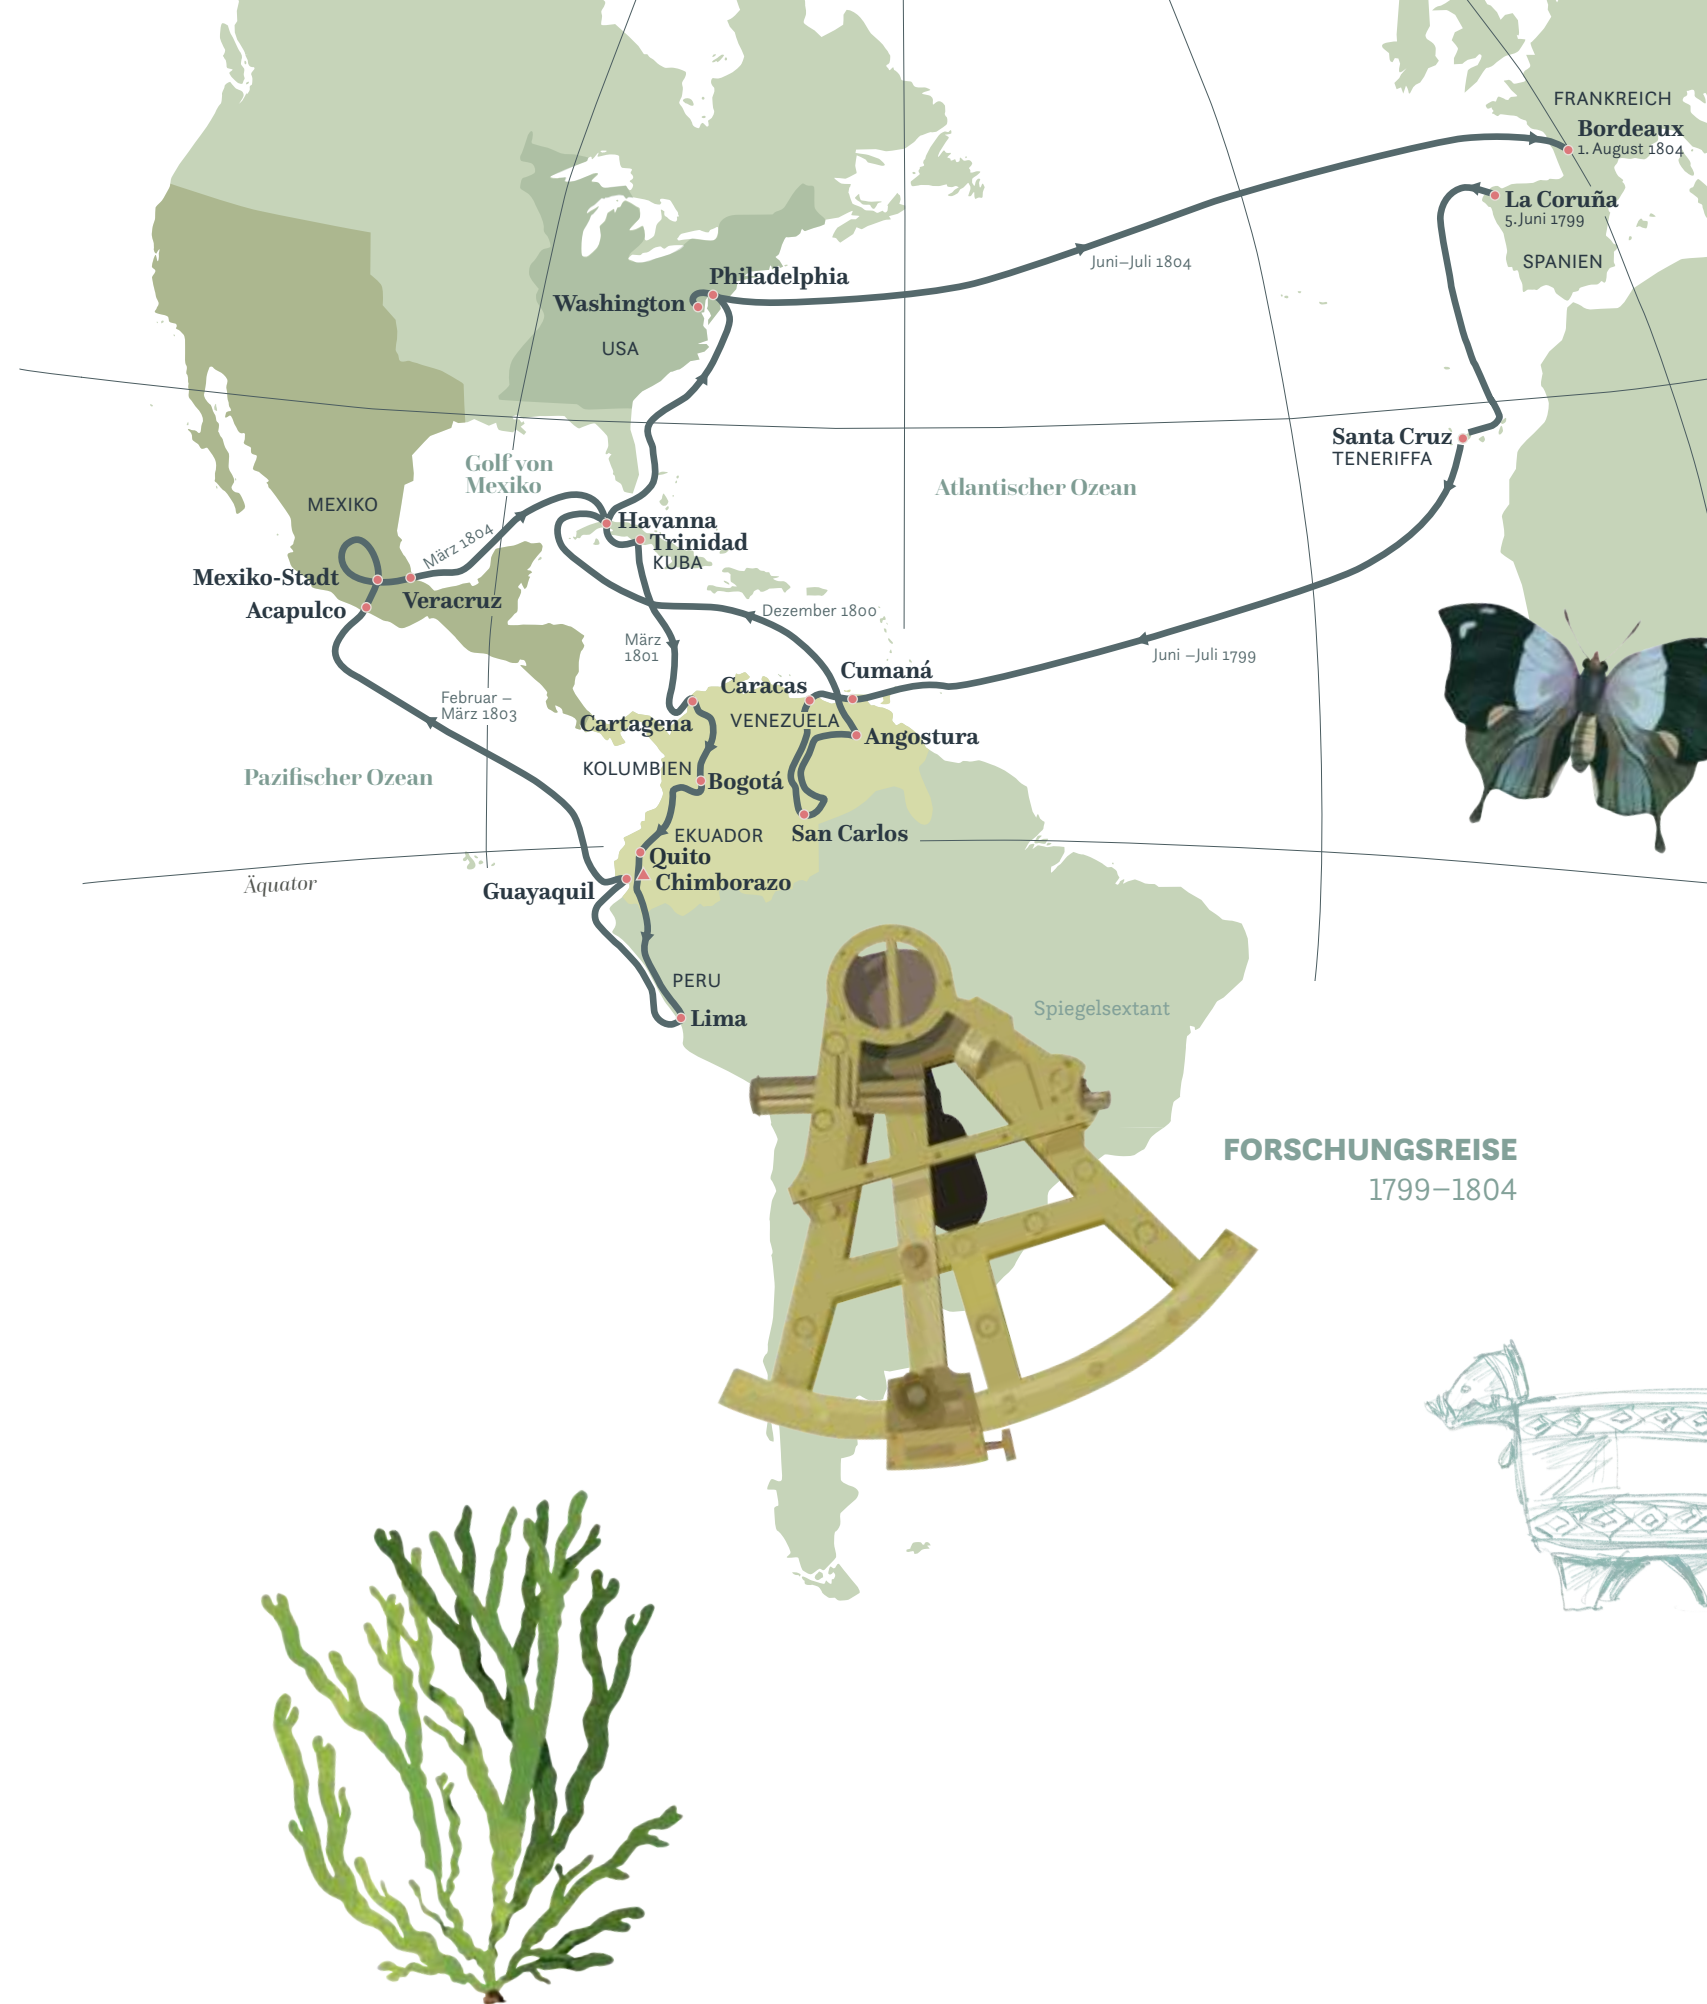 FRANKREICH
Bordeaux
1. August 1804
La Coruña
5. Juni 1799
SPANIEN
Juni–Juli 1804
Philadelphia
Washington
USA
Santa Cruz
TENERIFFA
Golf von
Mexiko
Atlantischer Ozean
MEXIKO
März 1804
Havanna
Trinidad
KUBA
Mexiko-Stadt
Veracruz
Acapulco
Dezember 1800
März
1801
Juni –Juli 1799
Cumaná
Caracas
Februar –
März 1803
Cartagena
VENEZUELA
Angostura
Pazifischer Ozean
KOLUMBIEN
Bogotá
EKUADOR
San Carlos
Quito
Äquator
Guayaquil
Chimborazo
PERU
Lima
Spiegelsextant
FORSCHUNGSREISE
1799–1804